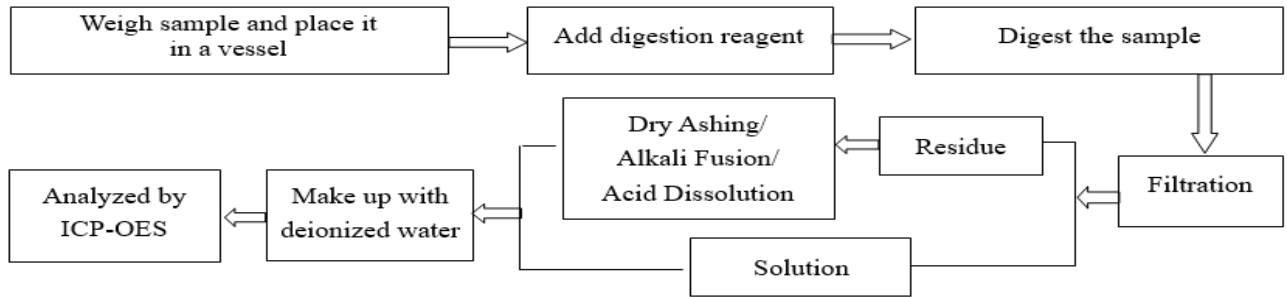 Weigh sample and place it
in a vessel
Add digestion reagent
Digest the sample
Filtration
Residue
Dry Ashing/
Alkali Fusion/
Acid Dissolution
Solution
Make up with
deionized water
Analyzed by
ICP-OES